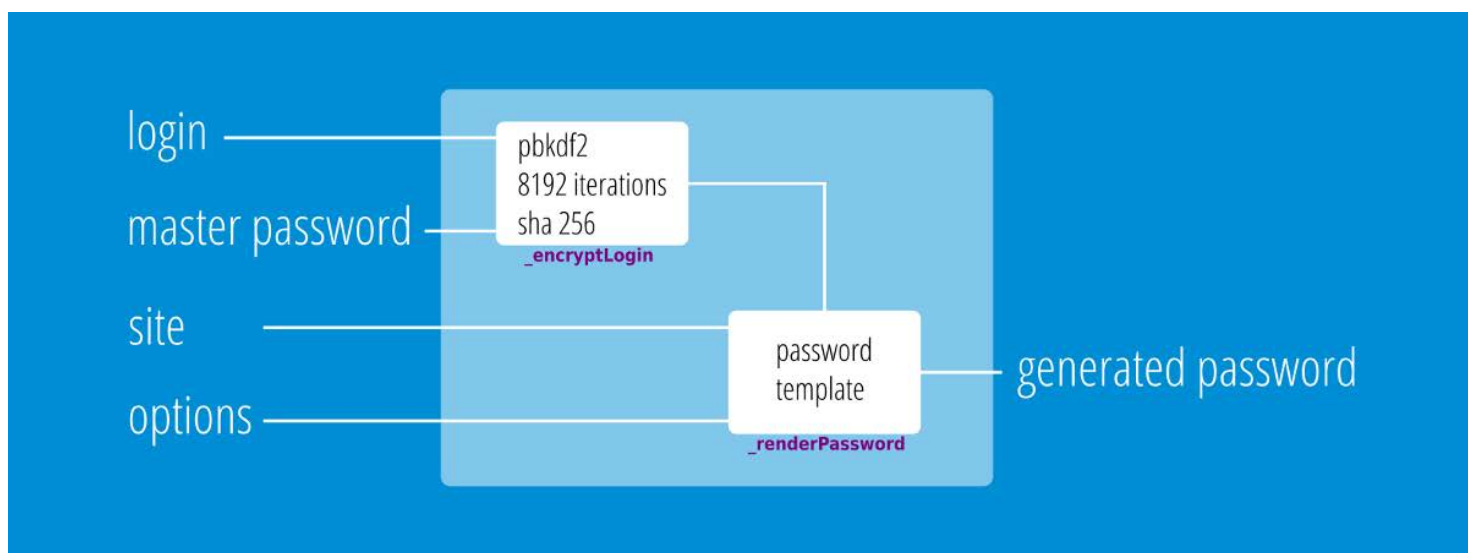 login
master password
site
options
pbkdf2
8192 iterations
sha 256
_encryptLogin
password
template
_renderPassword
generated password